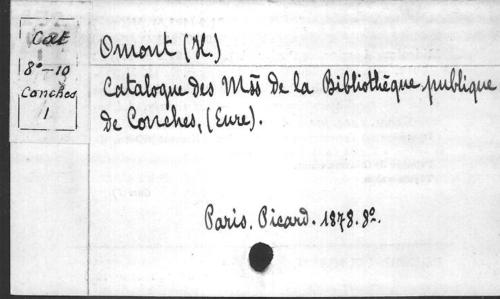 Cat
8°-10
Conches
1
Omont (H.)
Catalogue des Mss de la Bibliothèque publique
de Conches, (Eure).
Paris. Picard. 1878. 8°.